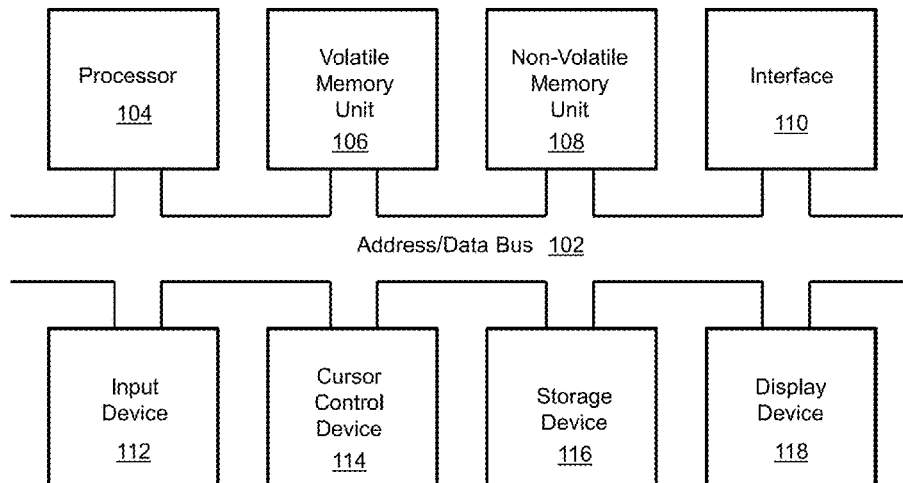 Processor
104
Volatile
Memory
Unit
106
Non-Volatile
Memory
Unit
108
Interface
110
Address/Data Bus 102
Input
Device
112
Cursor
Control
Device
114
Storage
Device
116
Display
Device
118